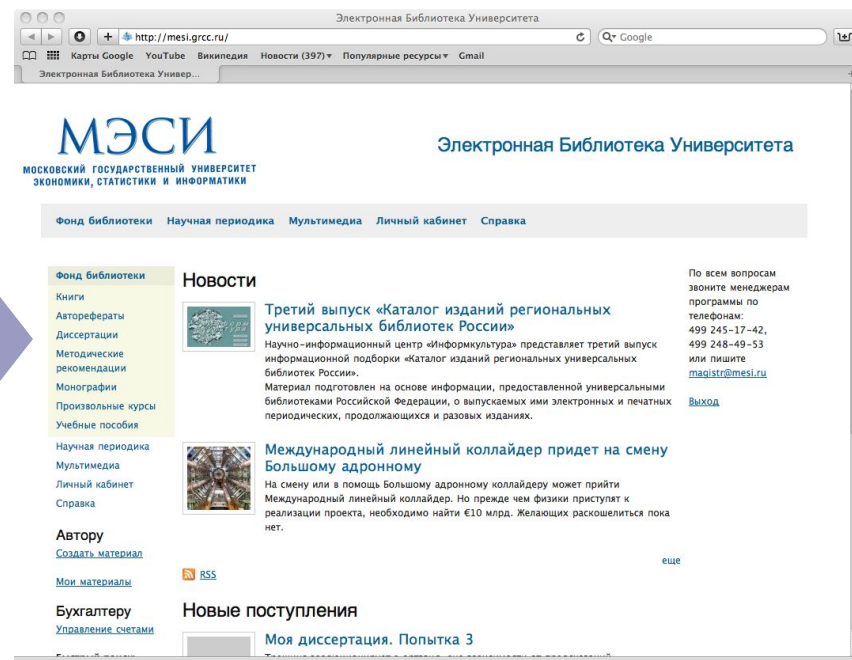 Электронная Библиотека Университета
http://mesi.grcc.ru/
Google
Карты Google YouTube Википедия Новости (397) Популярные ресурсы Gmail
Электронная Библиотека Универ...
МЭСИ
МОСКОВСКИЙ ГОСУДАРСТВЕННЫЙ УНИВЕРСИТЕТ
ЭКОНОМИКИ, СТАТИСТИКИ И ИНФОРМАТИКИ
Электронная Библиотека Университета
Фонд библиотеки Научная периодика Мультимедиа Личный кабинет Справка
Фонд библиотеки
Книги
Авторефераты
Диссертации
Методические
рекомендации
Монографии
Произвольные курсы
Учебные пособия
Научная периодика
Мультимедиа
Личный кабинет
Справка
Автору
Создать материал
Мои материалы
Бухгалтеру
Управление счетами
Новости
Третий выпуск «Каталог изданий региональных
универсальных библиотек России»
Научно-информационный центр «Информкультура» представляет третий выпуск
информационной подборки «Каталог изданий региональных универсальных
библиотек России».
Материал подготовлен на основе информации, предоставленной универсальными
библиотеками Российской Федерации, о выпускаемых ими электронных и печатных
периодических, продолжающихся и разовых изданиях.
Международный линейный коллайдер придет на смену
Большому адронному
На смену или в помощь Большому адронному коллайдеру может прийти
Международный линейный коллайдер. Но прежде чем физики приступят к
реализации проекта, необходимо найти €10 млрд. Желающих раскошелиться пока
нет.
еще
RSS
Новые поступления
Моя диссертация. Попытка 3
По всем вопросам
звоните менеджерам
программы по
телефонам:
499 245-17-42,
499 248-49-53
или пишите
magistr@mesi.ru
Выход